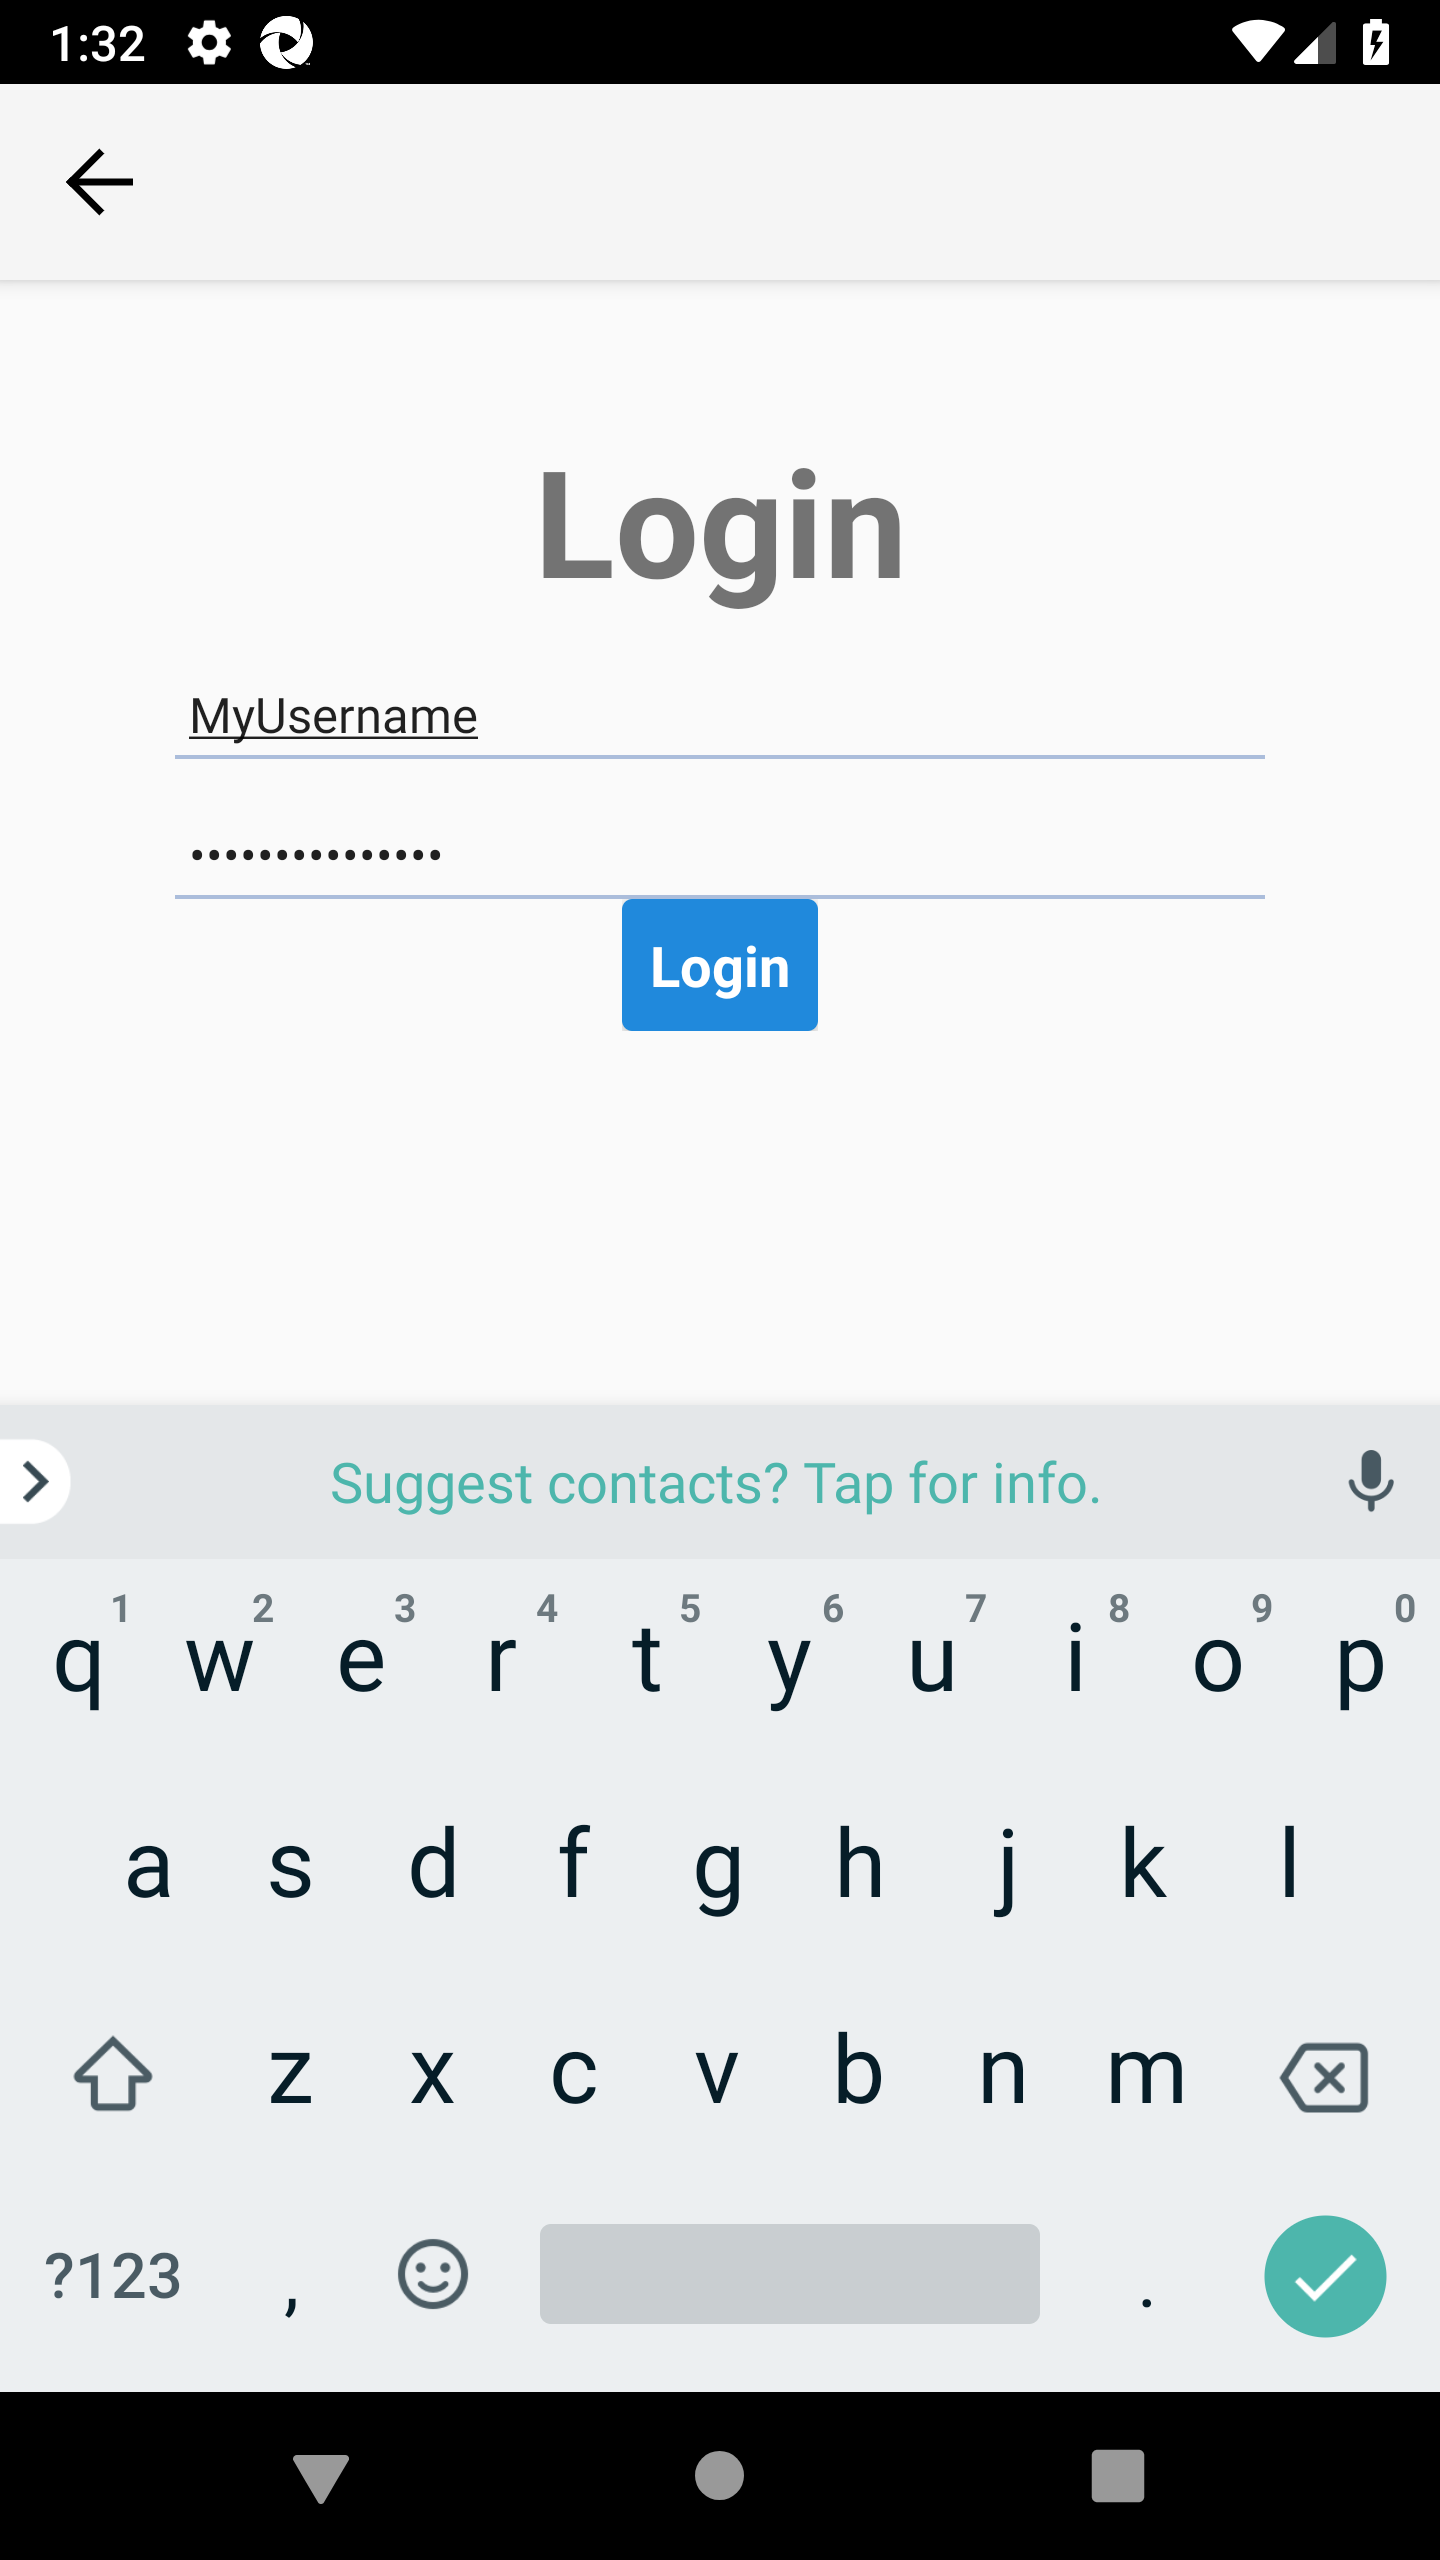 1:32
Login
MyUsername
•••••••••••••••
Login
Suggest contacts? Tap for info.
1 2 3 4 5 6 7 8 9 0
q w e r t y u i o p
a s d f g h j k l
z x c v b n m
?123 , .